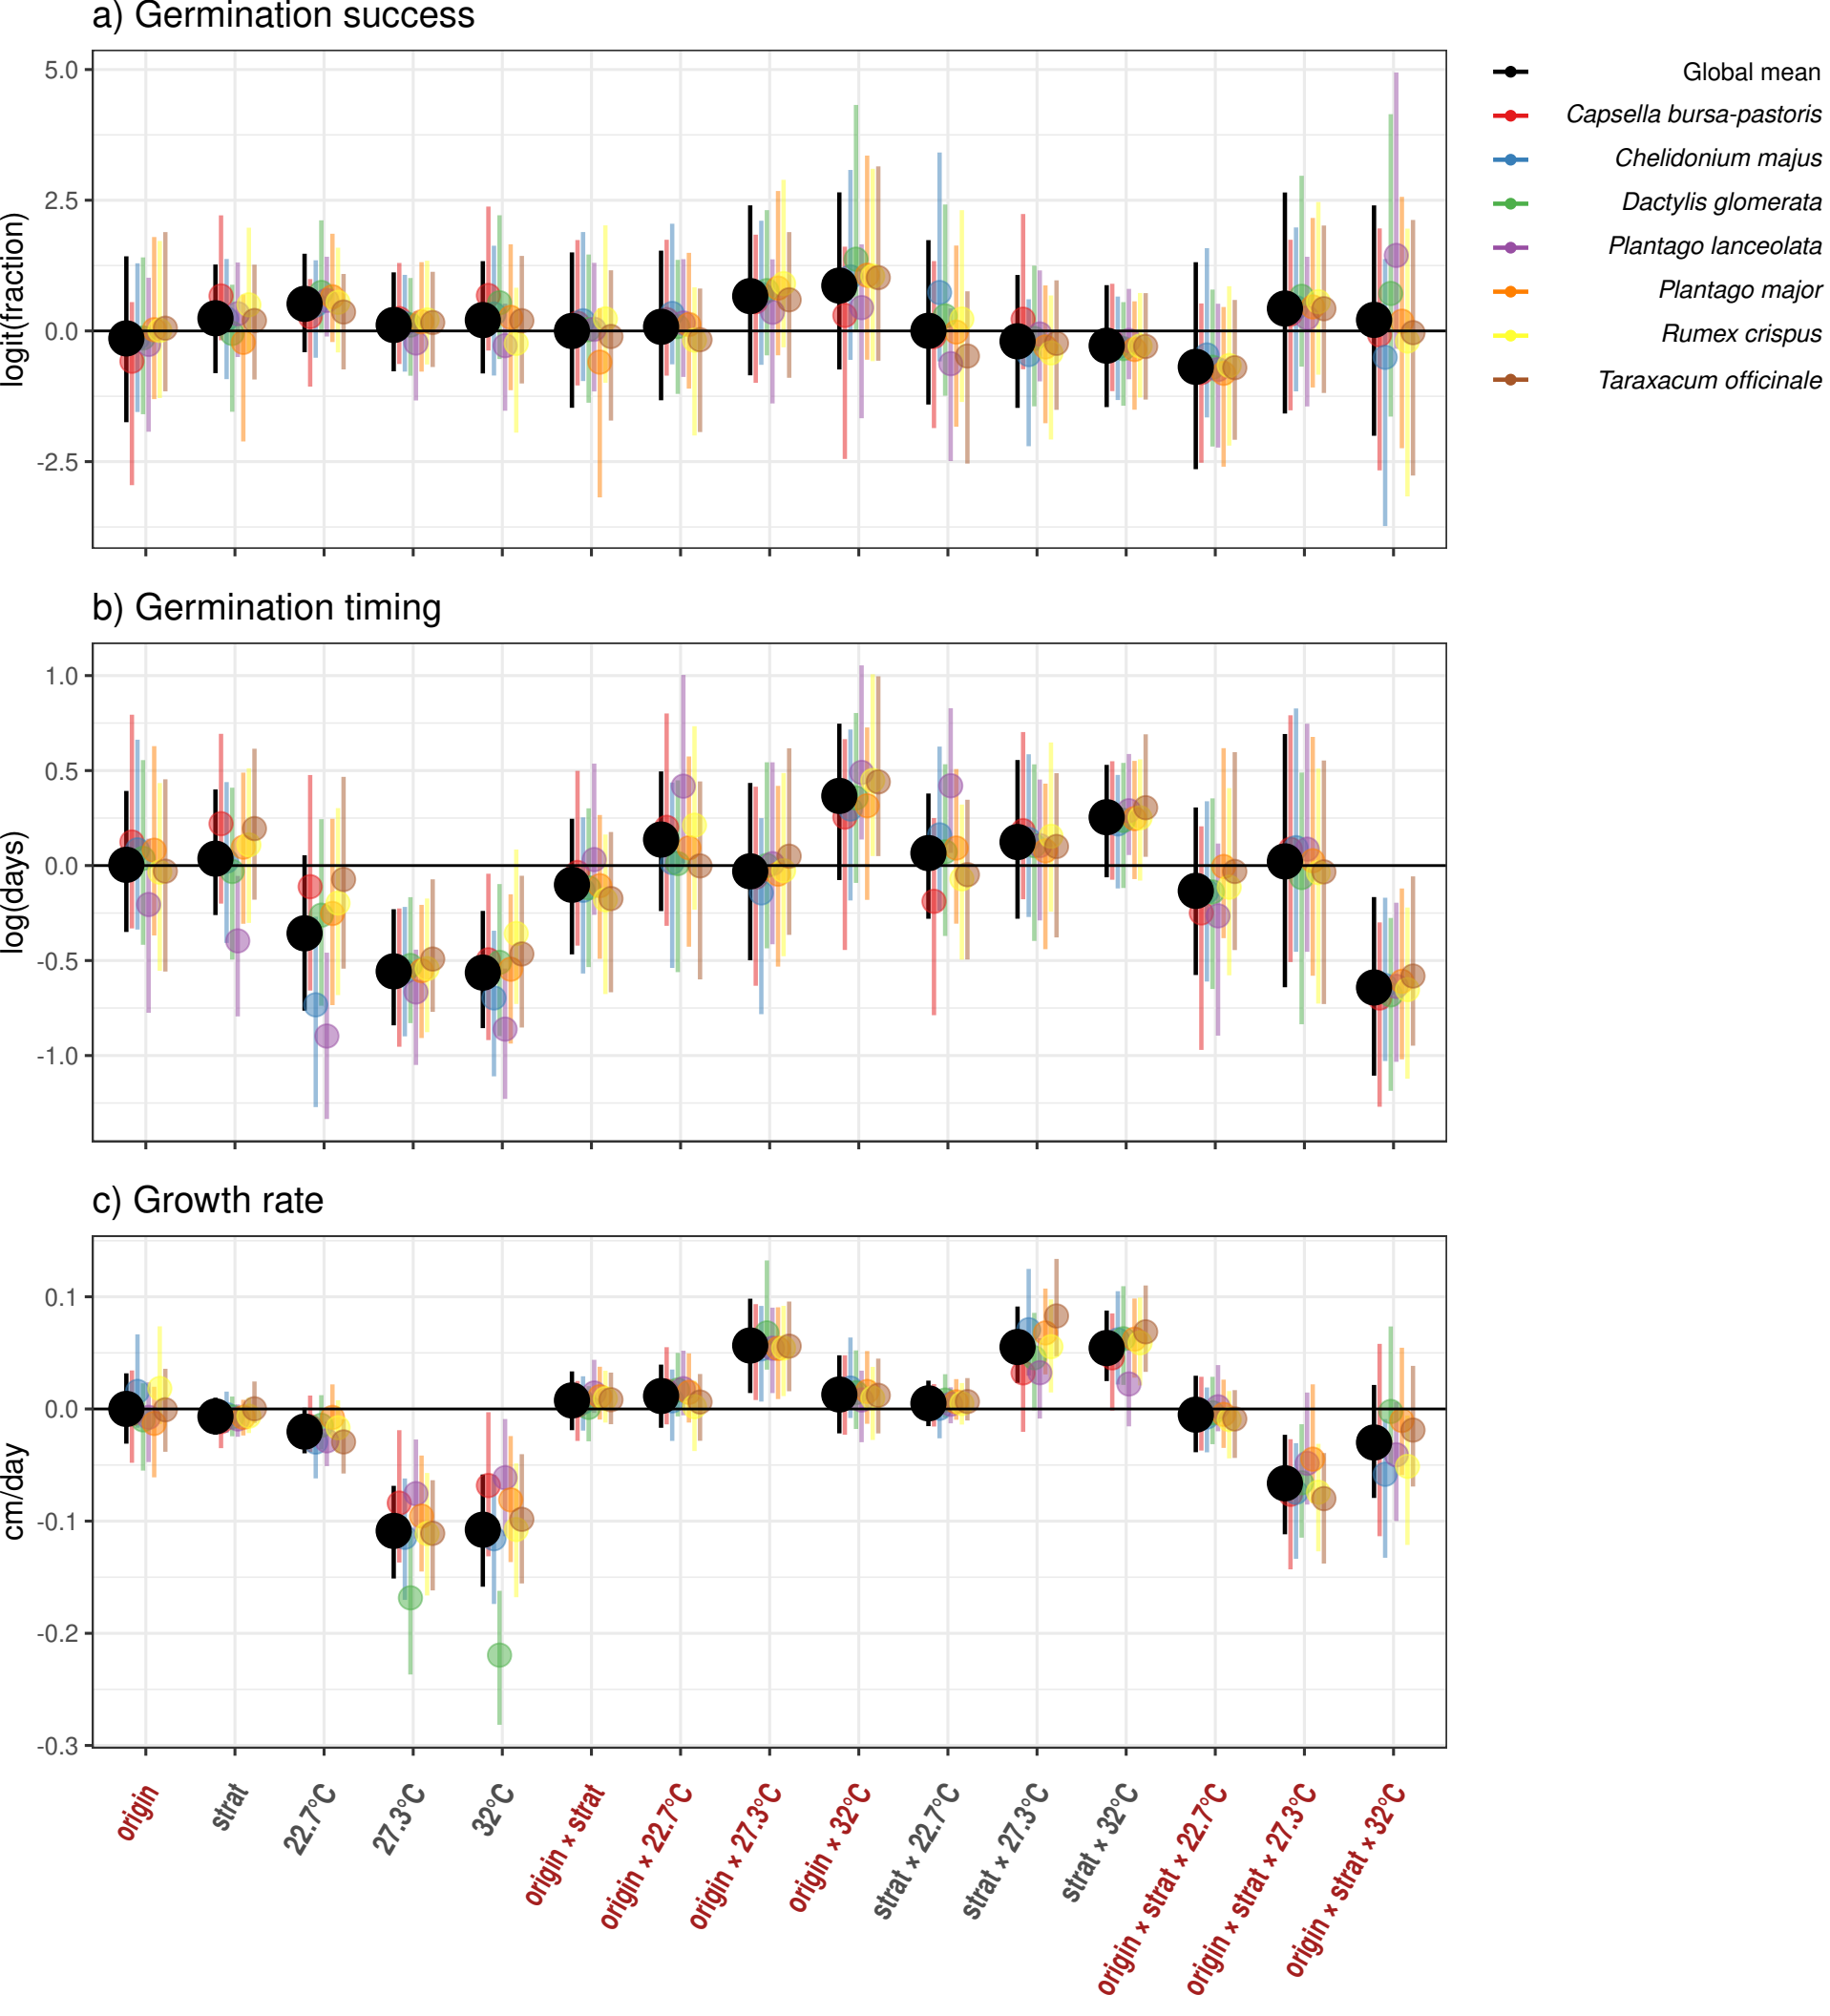 a) Germination success
logit(fraction)
5.0
2.5
0.0
-2.5
Global mean
Capsella bursa-pastoris
Chelidonium majus
Dactylis glomerata
Plantago lanceolata
Plantago major
Rumex crispus
Taraxacum officinale
b) Germination timing
log(days)
1.0
0.5
0.0
-0.5
-1.0
c) Growth rate
cm/day
0.1
0.0
-0.1
-0.2
-0.3
origin
strat
22.7°C
27.3°C
32°C
origin × strat
origin × 22.7°C
origin × 27.3°C
origin × 32°C
strat × 22.7°C
strat × 27.3°C
strat × 32°C
origin × strat × 22.7°C
origin × strat × 27.3°C
origin × strat × 32°C